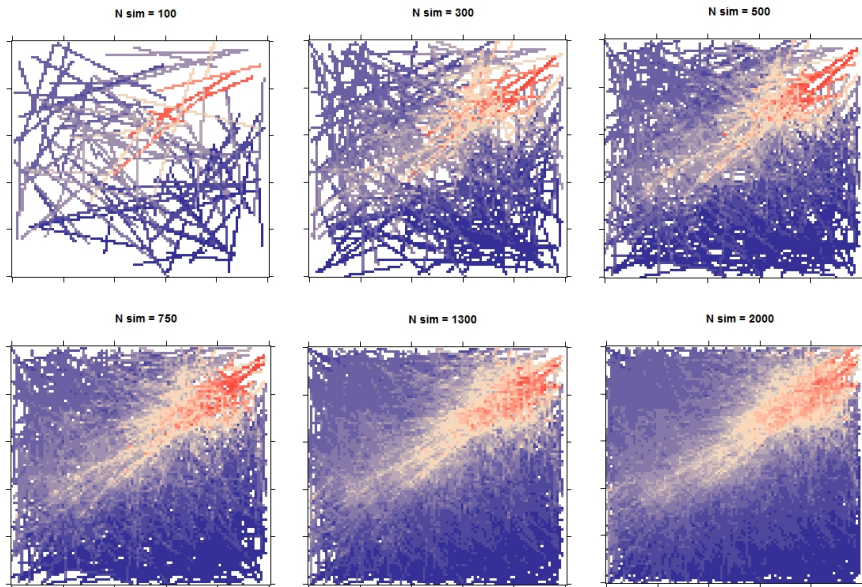 N sim = 100
N sim = 300
N sim = 500
N sim = 750
N sim = 1300
N sim = 2000